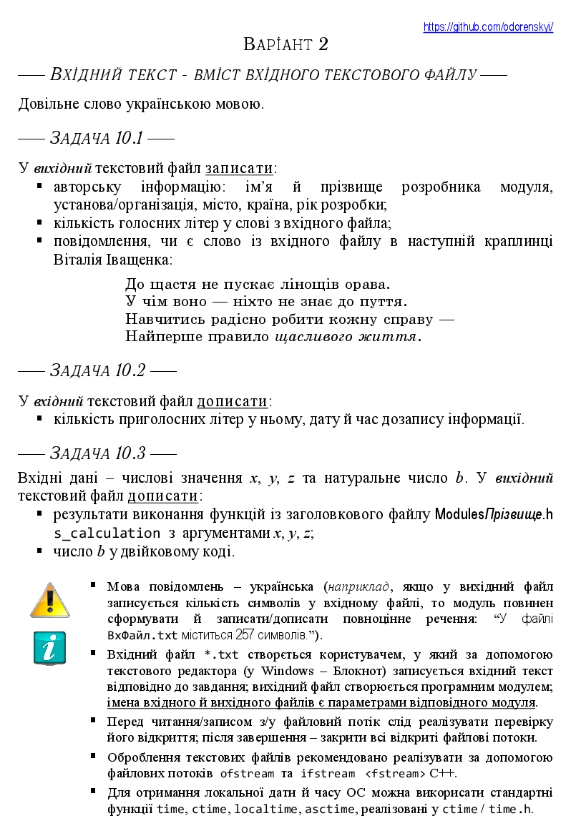 https://github.com/odorenskyi/
ВАРІАНТ 2
ВХІДНИЙ ТЕКСТ - ВМІСТ ВХІДНОГО ТЕКСТОВОГО ФАЙЛУ
Довільне слово українською мовою.
ЗАДАЧА 10.1
У вихідний текстовий файл записати:
▪ авторську інформацію: ім’я й прізвище розробника модуля,
установа/організація, місто, країна, рік розробки;
▪ кількість голосних літер у слові з вхідного файла;
▪ повідомлення, чи є слово із вхідного файлу в наступній краплинці
Віталія Іващенка:
До щастя не пускає лінощів орава.
У чім воно — ніхто не знає до пуття.
Навчитись радісно робити кожну справу —
Найперше правило щасливого життя.
ЗАДАЧА 10.2
У вхідний текстовий файл дописати:
▪ кількість приголосних літер у ньому, дату й час дозапису інформації.
ЗАДАЧА 10.3
Вхідні дані – числові значення x, y, z та натуральне число b. У вихідний
текстовий файл дописати:
▪ результати виконання функцій із заголовкового файлу ModulesПрізвище.h
s_calculation з аргументами x, y, z;
▪ число b у двійковому коді.
▪ Мова повідомлень – українська (наприклад, якщо у вихідний файл
записується кількість символів у вхідному файлі, то модуль повинен
сформувати й записати/дописати повноцінне речення: “У файлі
ВхФайл.txt міститься 257 символів.”).
▪ Вхідний файл *.txt створється користувачем, у який за допомогою
текстового редактора (у Windows – Блокнот) записується вхідний текст
відповідно до завдання; вихідний файл створюється програмним модулем;
імена вхідного й вихідного файлів є параметрами відповідного модуля.
▪ Перед читання/записом з/у файловий потік слід реалізувати перевірку
його відкриття; після завершення – закрити всі відкриті файлові потоки.
▪ Оброблення текстових файлів рекомендовано реалізувати за допомогою
файлових потоків ofstream та ifstream <fstream> C++.
▪ Для отримання локальної дати й часу ОС можна викорисати стандартні
функції time, ctime, localtime, asctime, реалізовані у ctime / time.h.